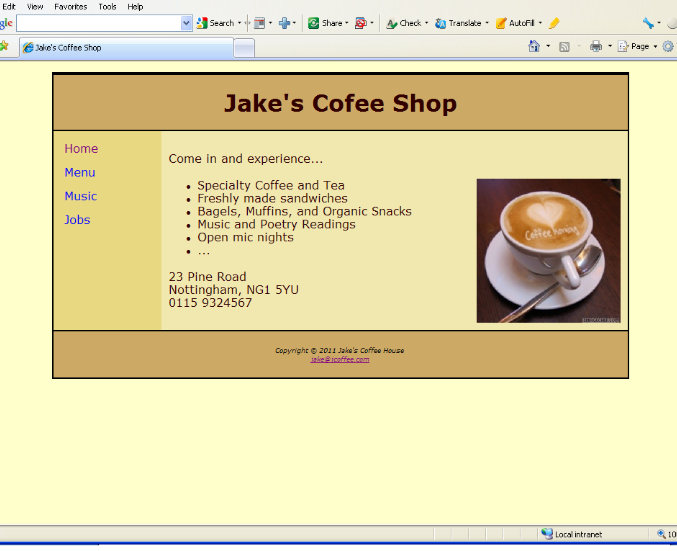 Edit View Favorites Tools Help
gle Search Share Check Translate AutoFill
Jake's Coffee Shop Page
Jake's Cofee Shop
Home
Menu
Music
Jobs
Come in and experience...
• Specialty Coffee and Tea
• Freshly made sandwiches
• Bagels, Muffins, and Organic Snacks
• Music and Poetry Readings
• Open mic nights
• ...
Coffee
23 Pine Road
Nottingham, NG1 5YU
0115 9324567
Copyright © 2011 Jake's Coffee House
jake@jcoffee.com
Local intranet 10